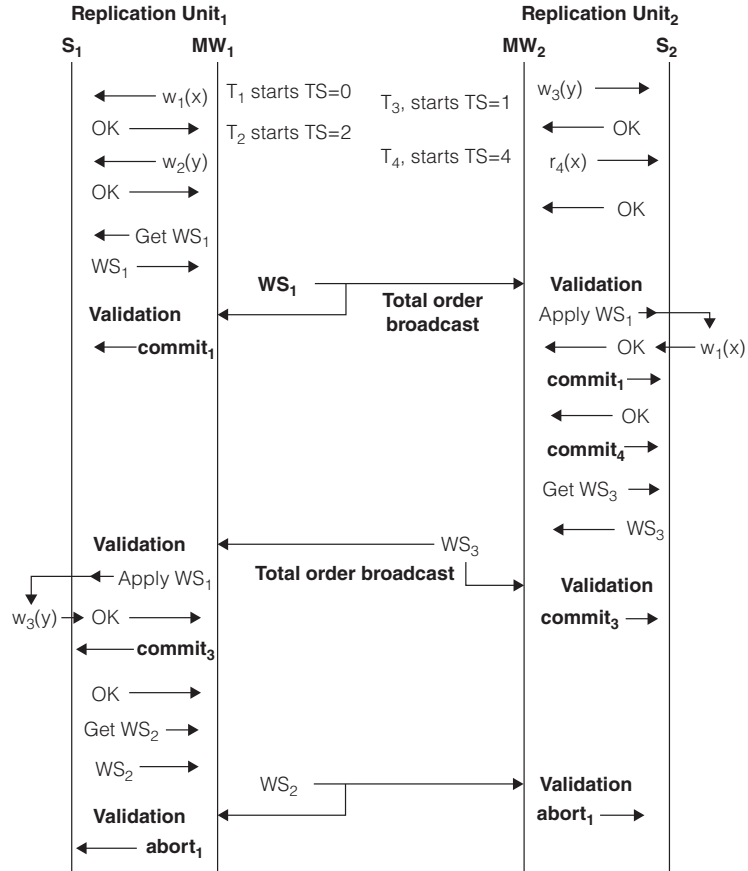 Replication Unit₁ Replication Unit₂
S₁ MW₁ MW₂ S₂
w₁(x) T₁ starts TS=0 T₃, starts TS=1 w₃(y)
OK T₂ starts TS=2 OK
w₂(y) T₄, starts TS=4 r₄(x)
OK OK
Get WS₁
WS₁ WS₁ Validation
Validation Total order broadcast Apply WS₁
commit₁ OK w₁(x)
commit₁
OK
commit₄
Get WS₃
WS₃
Validation WS₃
Apply WS₁ Total order broadcast Validation
w₃(y) OK commit₃
commit₃
OK
Get WS₂
WS₂ WS₂ Validation
Validation abort₁
abort₁